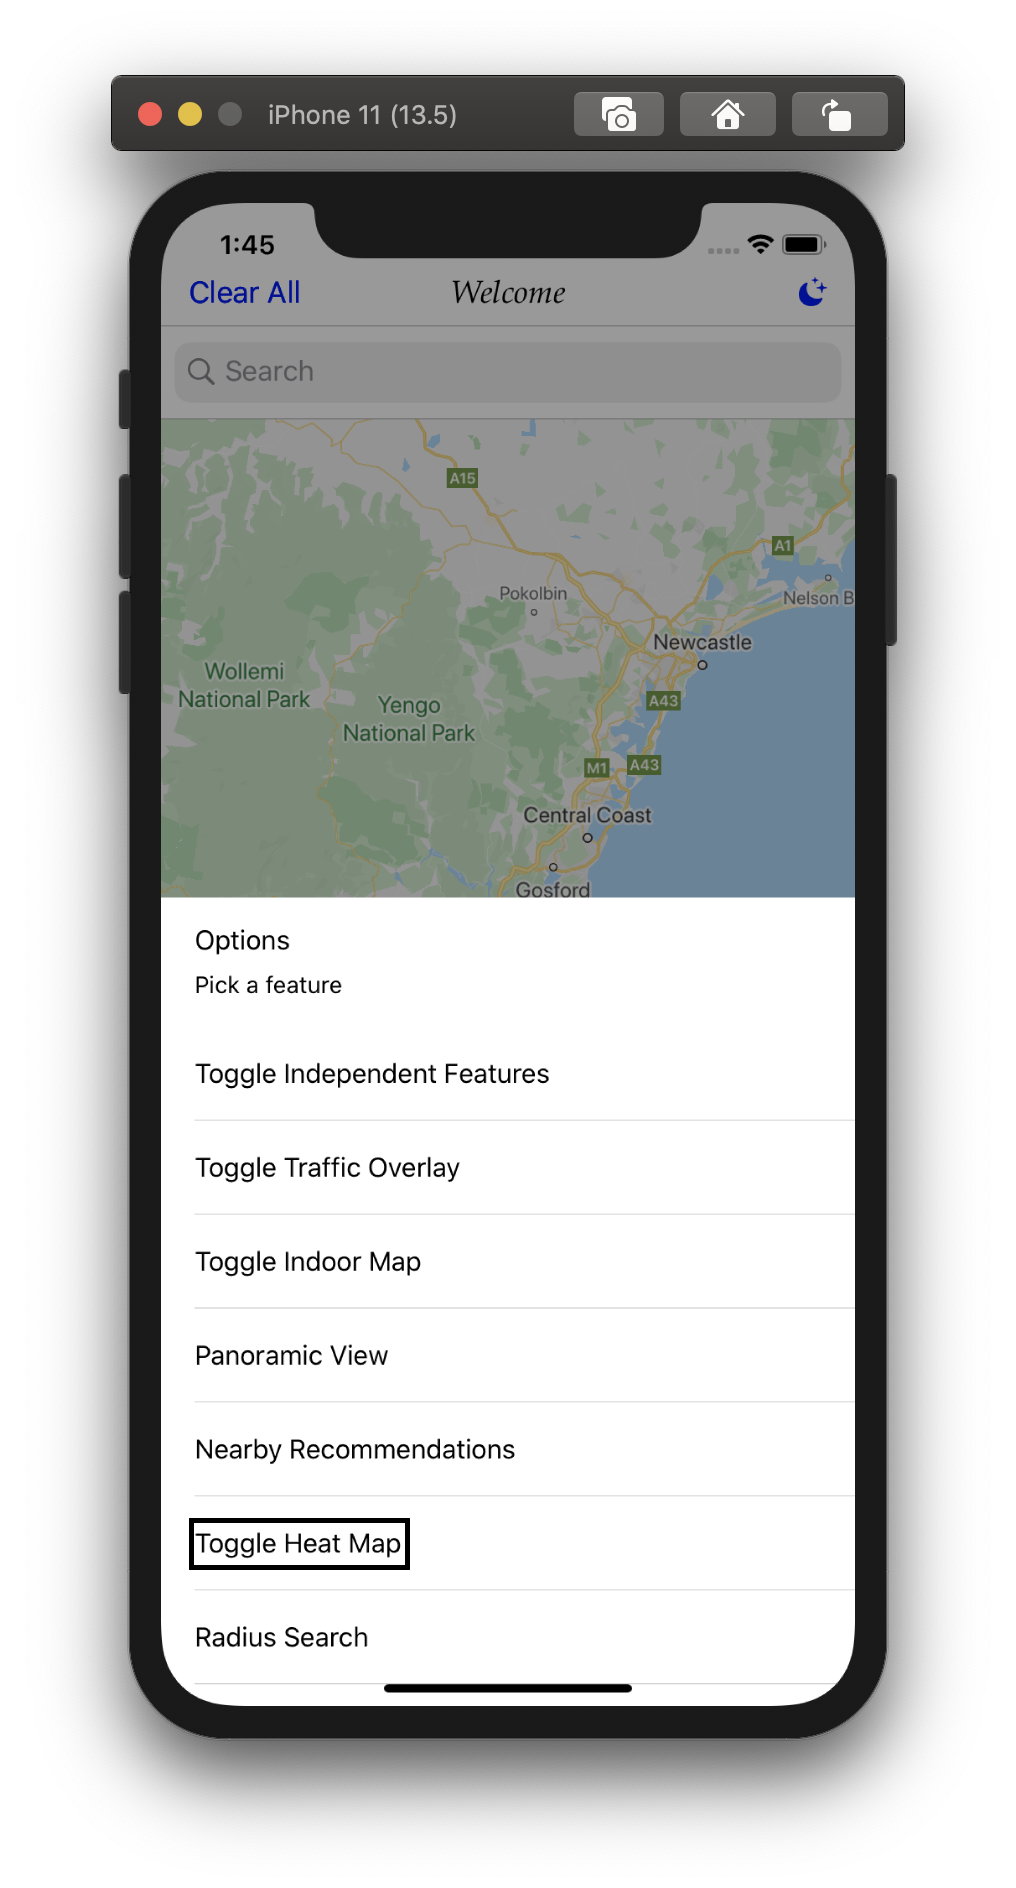 iPhone 11 (13.5)
1:45
Clear All
Welcome
Search
A15
A1
Pokolbin
Nelson B
Newcastle
Wollemi
National Park
Yengo
National Park
A43
M1
A43
Central Coast
Gosford
Options
Pick a feature
Toggle Independent Features
Toggle Traffic Overlay
Toggle Indoor Map
Panoramic View
Nearby Recommendations
Toggle Heat Map
Radius Search